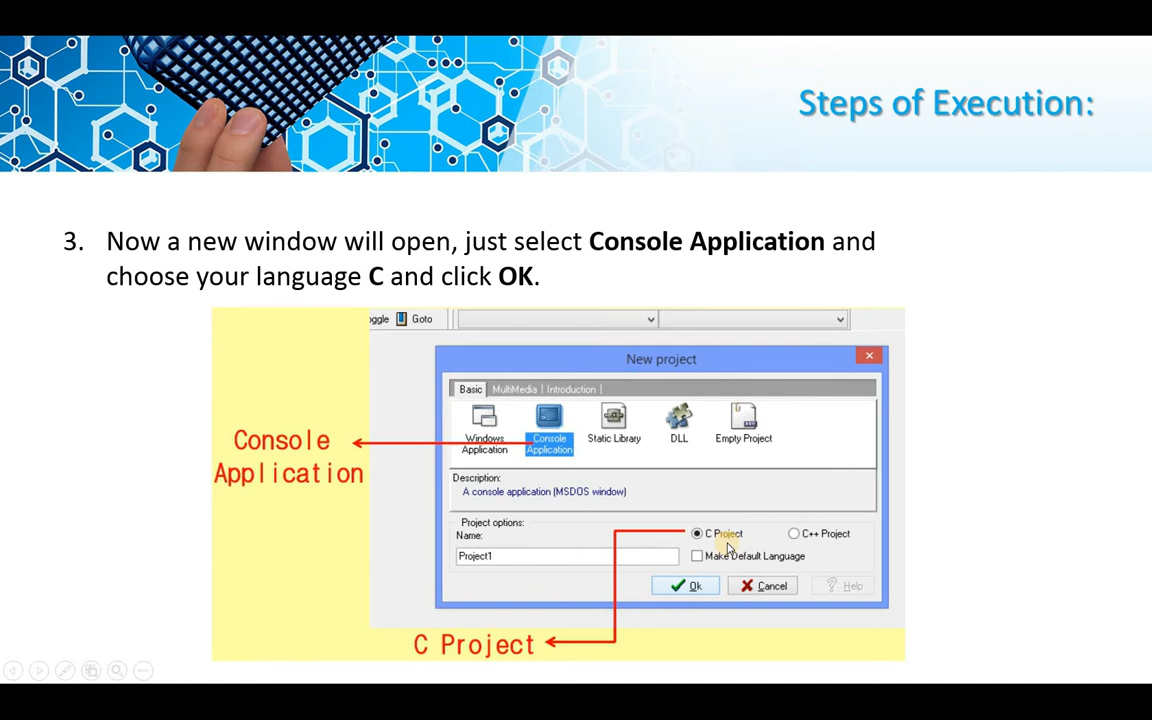 Steps of Execution:
3. Now a new window will open, just select Console Application and
choose your language C and click OK.
oggle Goto
New project
Basic MultiMedia Introduction
Windows Application
Console Application
Static Library
DLL
Empty Project
Console
Application
Description:
A console application (MSDOS window)
Project options:
Name:
C Project C++ Project
Project1
Make Default Language
Ok Cancel Help
C Project